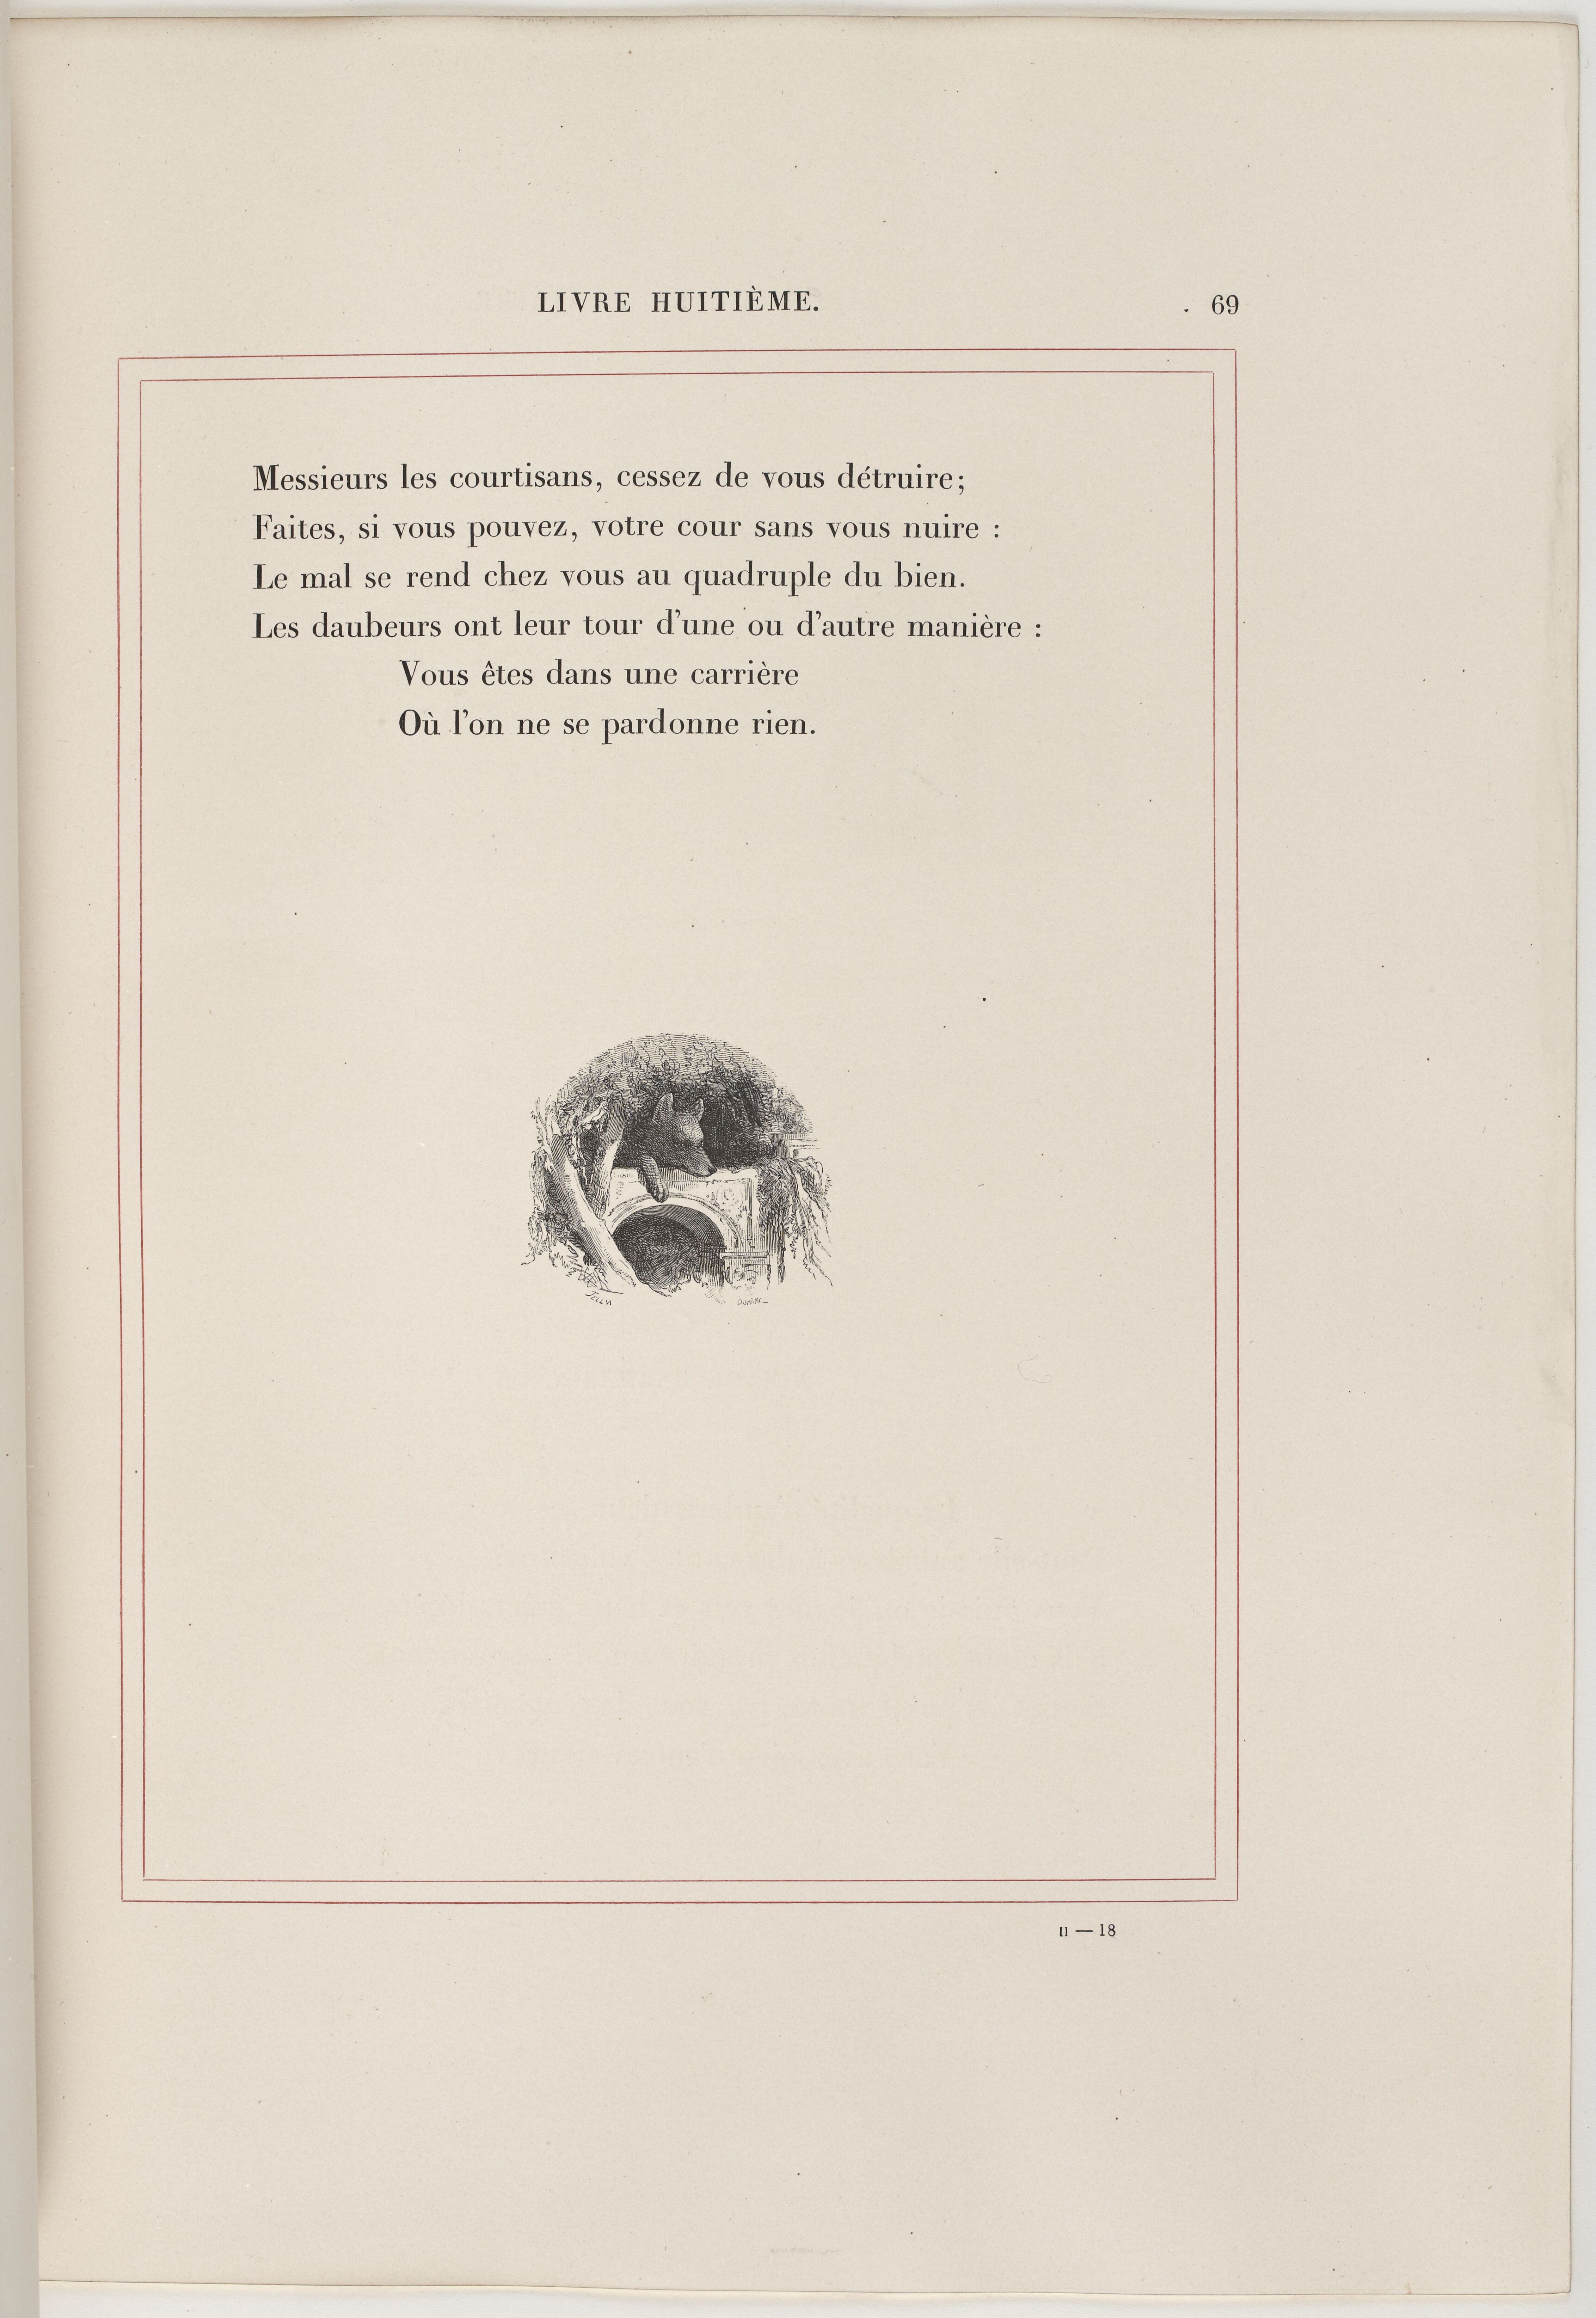 LIVRE HUITIÈME. 69
Messieurs les courtisans, cessez de vous détruire;
Faites, si vous pouvez, votre cour sans vous nuire :
Le mal se rend chez vous au quadruple du bien.
Les daubeurs ont leur tour d'une ou d'autre manière :
Vous êtes dans une carrière
Où l'on ne se pardonne rien.
II — 18